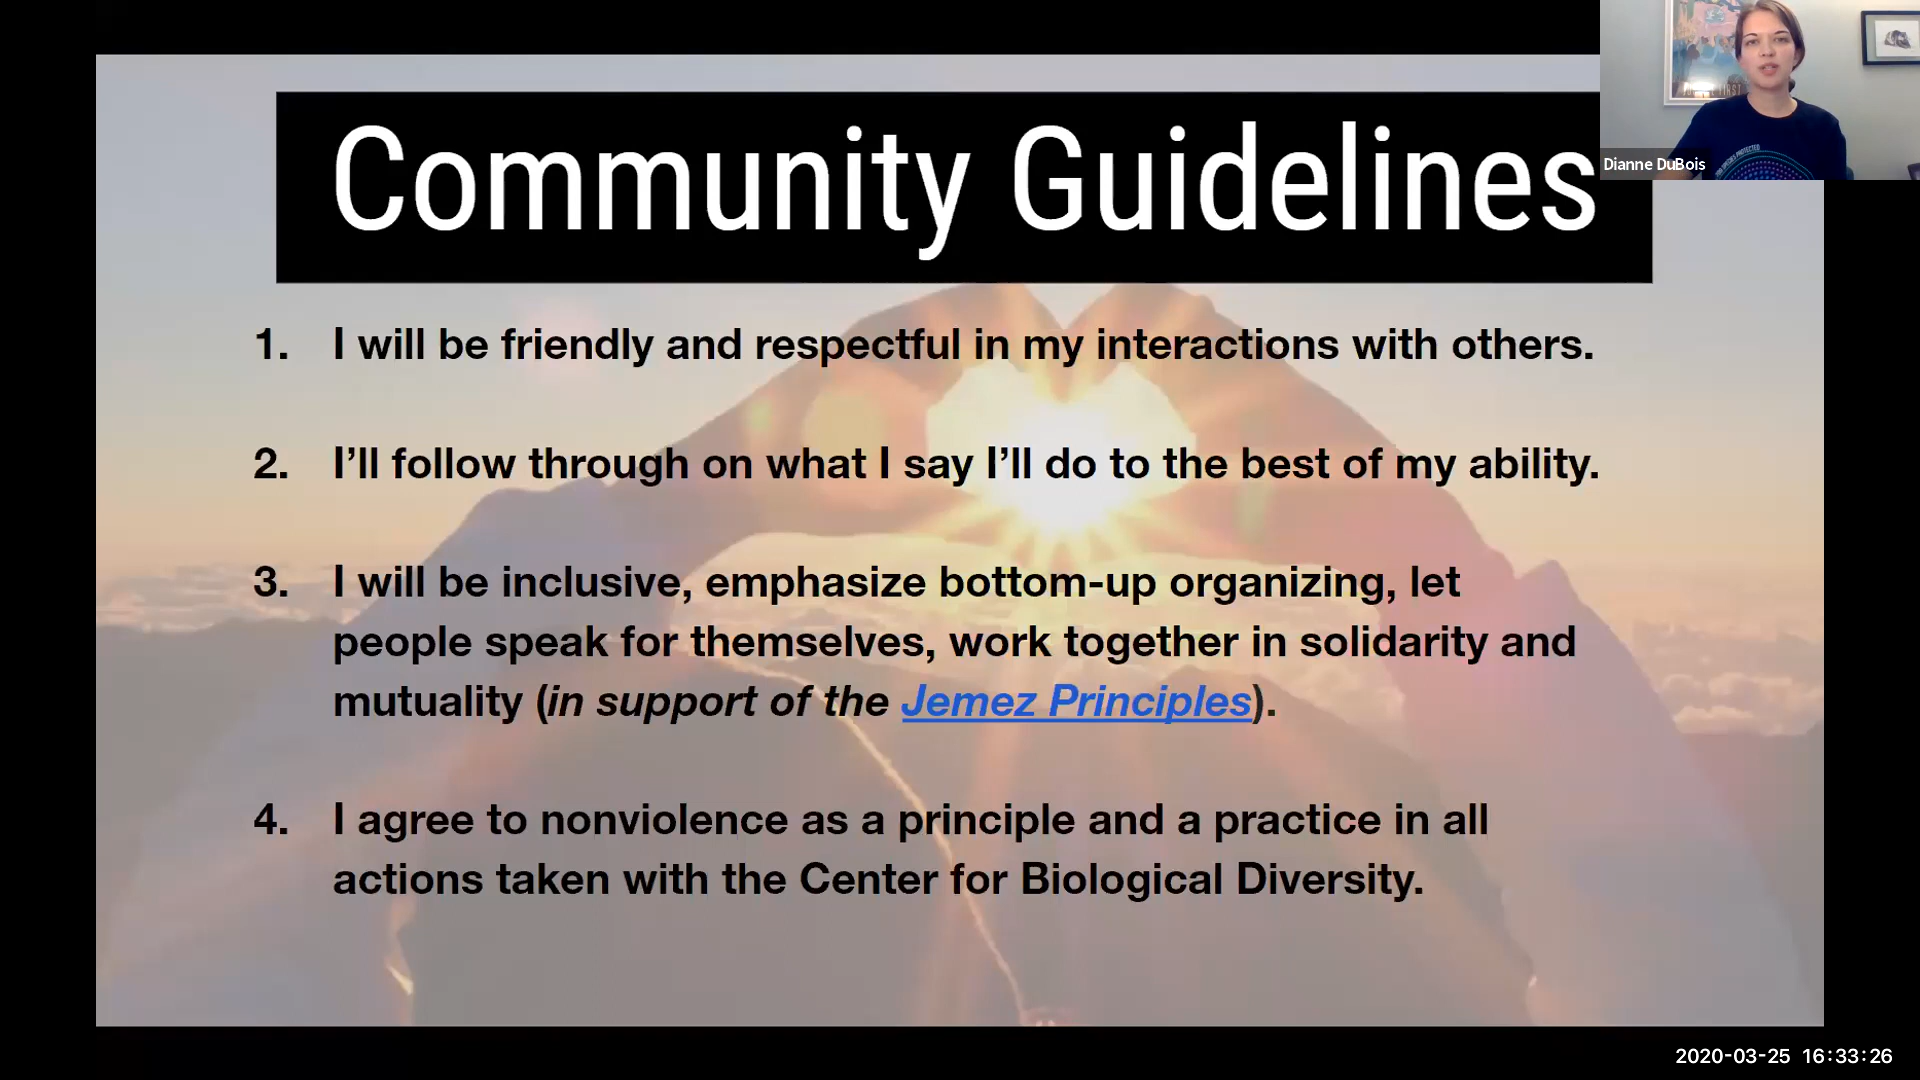 Community Guidelines
Dianne DuBois
1. I will be friendly and respectful in my interactions with others.
2. I’ll follow through on what I say I’ll do to the best of my ability.
3. I will be inclusive, emphasize bottom-up organizing, let
people speak for themselves, work together in solidarity and
mutuality (in support of the Jemez Principles).
4. I agree to nonviolence as a principle and a practice in all
actions taken with the Center for Biological Diversity.
2020-03-25 16:33:26